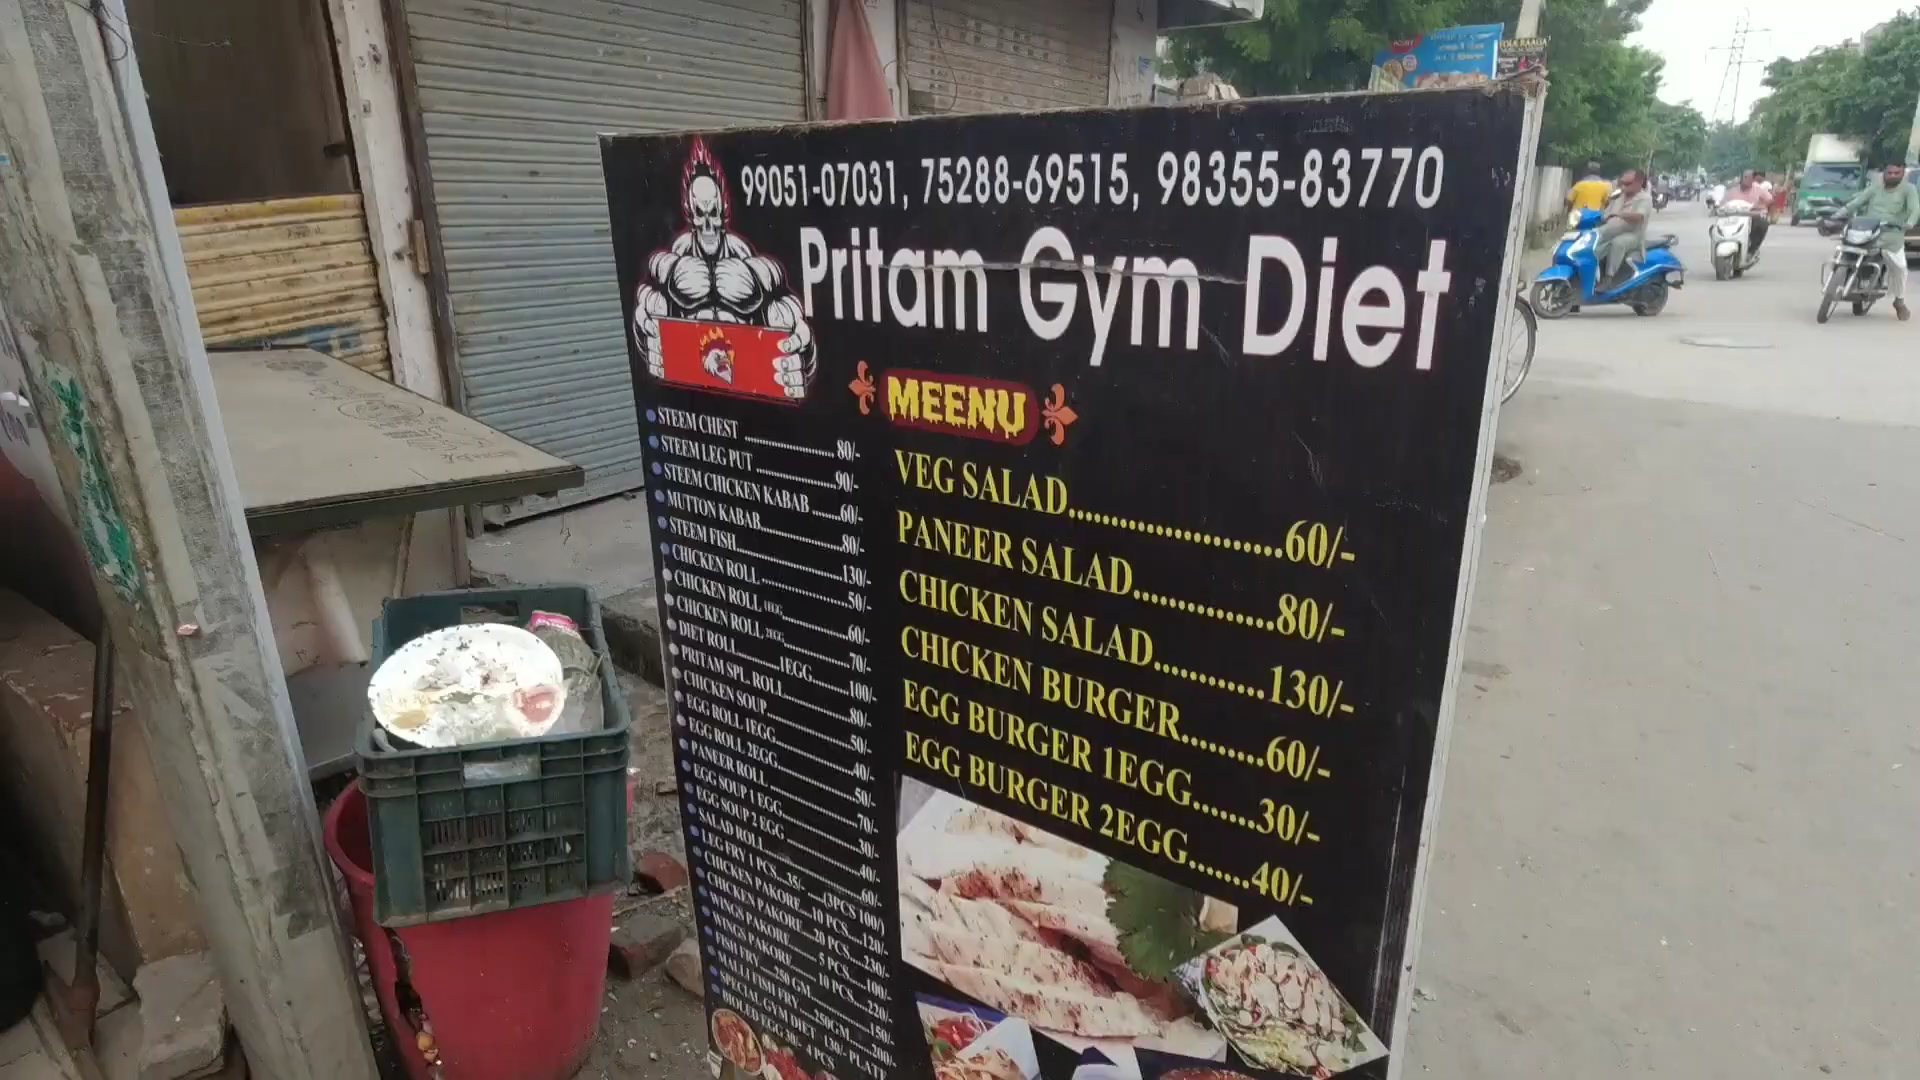 99051-07031, 75288-69515, 98355-83770
Pritam Gym Diet
MEENU
STEEM CHEST ..................... 80/-
STEEM LEG PUT ...................90/-
STEEM CHICKEN KABAB .......60/-
MUTTON KABAB....................80/-
STEEM FISH.........................130/-
CHICKEN ROLL .....................50/-
CHICKEN ROLL 1EGG..............60/-
CHICKEN ROLL 2EGG..............70/-
DIET ROLL...........1EGG.........100/-
PRITAM SPL. ROLL................80/-
CHICKEN SOUP.....................50/-
EGG ROLL 1EGG...................40/-
EGG ROLL 2EGG...................50/-
PANEER ROLL ......................70/-
EGG SOUP 1 EGG..................30/-
EGG SOUP 2 EGG..................40/-
SALAD ROLL........................60/-
LEG FRY 1 PCS...35/- ....(3PCS 100/)
CHICKEN PAKORE...10 PCS....120/-
CHICKEN PAKORE...20 PCS....230/-
WINGS PAKORE....... 5 PCS....100/-
WINGS PAKORE....... 10 PCS...220/-
FISH FRY.....250 GM.............150/-
MALLI FISH FRY ...250GM......200/-
SPECIAL GYM DIET 130/- PLATE
BIOLED EGG 30/- 4 PCS
VEG SALAD.........................60/-
PANEER SALAD................80/-
CHICKEN SALAD.............130/-
CHICKEN BURGER.........60/-
EGG BURGER 1EGG......30/-
EGG BURGER 2EGG.......40/-